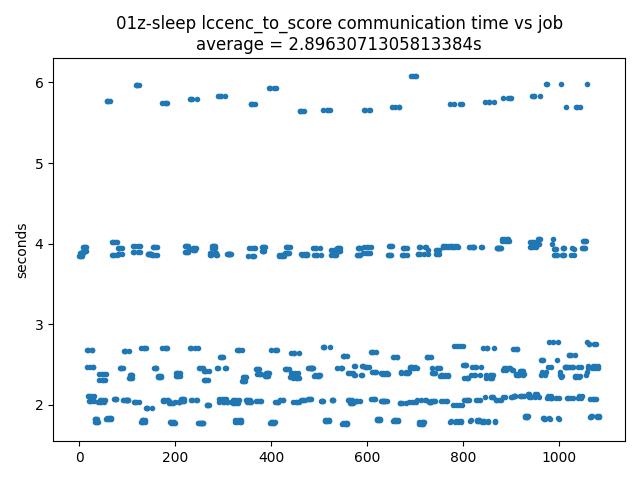 01z-sleep lccenc_to_score communication time vs job
average = 2.8963071305813384s
6
5
seconds
4
3
2
0 200 400 600 800 1000